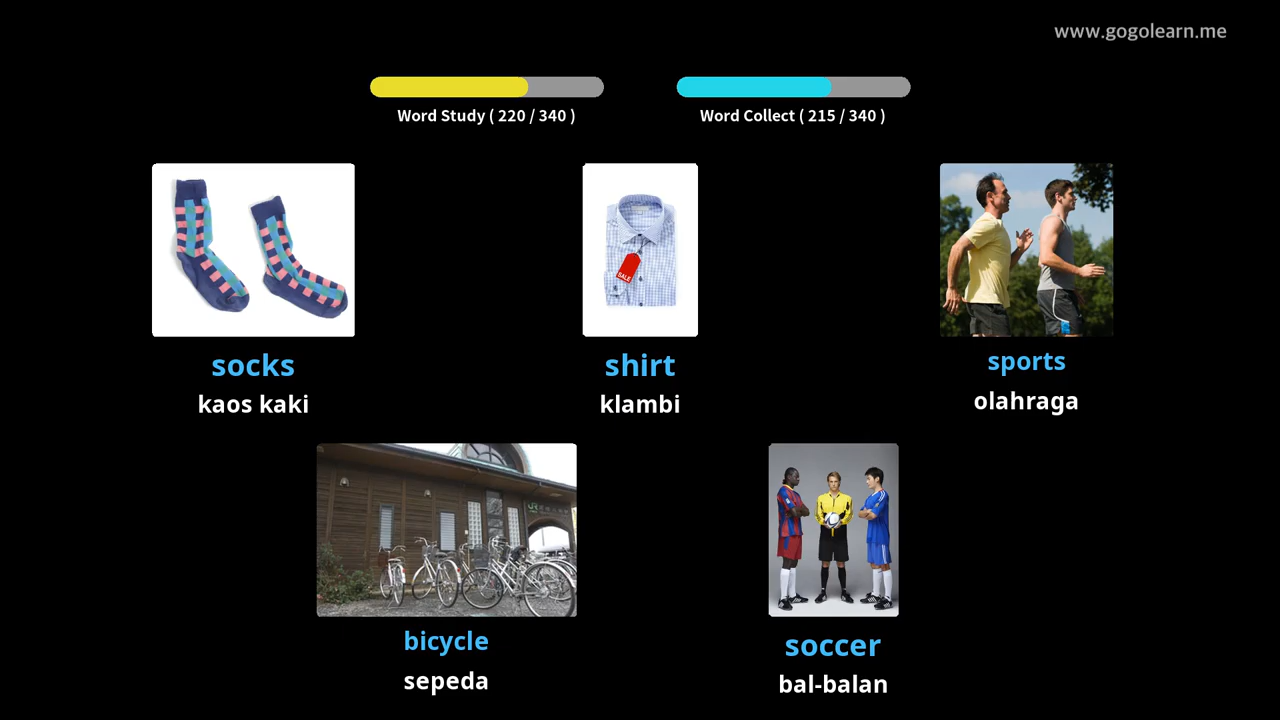 www.gogolearn.me
Word Study ( 220 / 340 )
Word Collect ( 215 / 340 )
SALE
socks
kaos kaki
shirt
klambi
sports
olahraga
JR
bicycle
sepeda
soccer
bal-balan